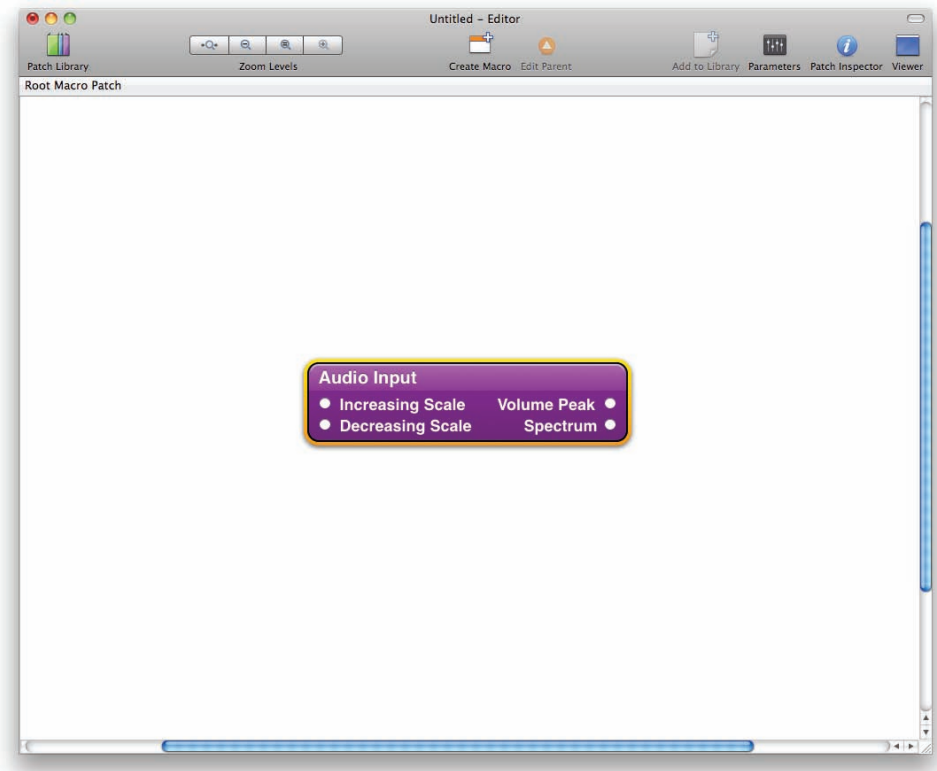 Untitled – Editor
Patch Library
Zoom Levels
Create Macro
Edit Parent
Add to Library
Parameters
Patch Inspector
Viewer
Root Macro Patch
Audio Input
Increasing Scale
Volume Peak
Decreasing Scale
Spectrum